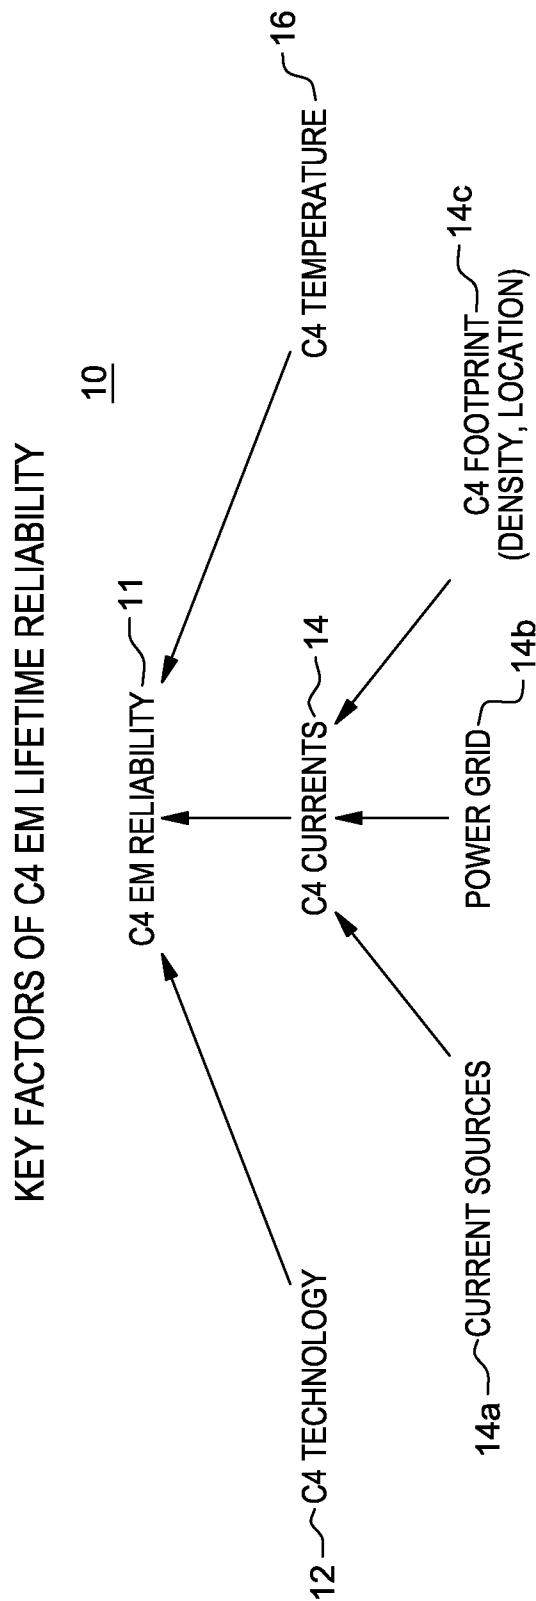 KEY FACTORS OF C4 EM LIFETIME RELIABILITY
10
C4 EM RELIABILITY 11
12 C4 TECHNOLOGY
C4 CURRENTS 14
C4 TEMPERATURE 16
14a CURRENT SOURCES
POWER GRID 14b
C4 FOOTPRINT 14c
(DENSITY, LOCATION)